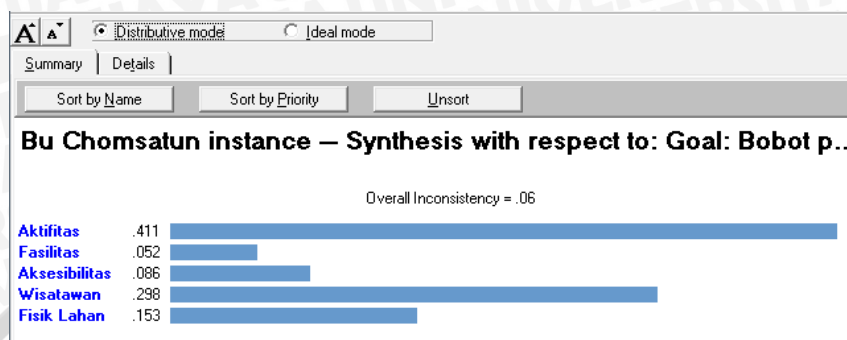 A A Distributive mode Ideal mode
Summary Details
Sort by Name Sort by Priority Unsort
Bu Chomsatun instance – Synthesis with respect to: Goal: Bobot p..
Overall Inconsistency = .06
Aktifitas .411
Fasilitas .052
Aksesibilitas .086
Wisatawan .298
Fisik Lahan .153